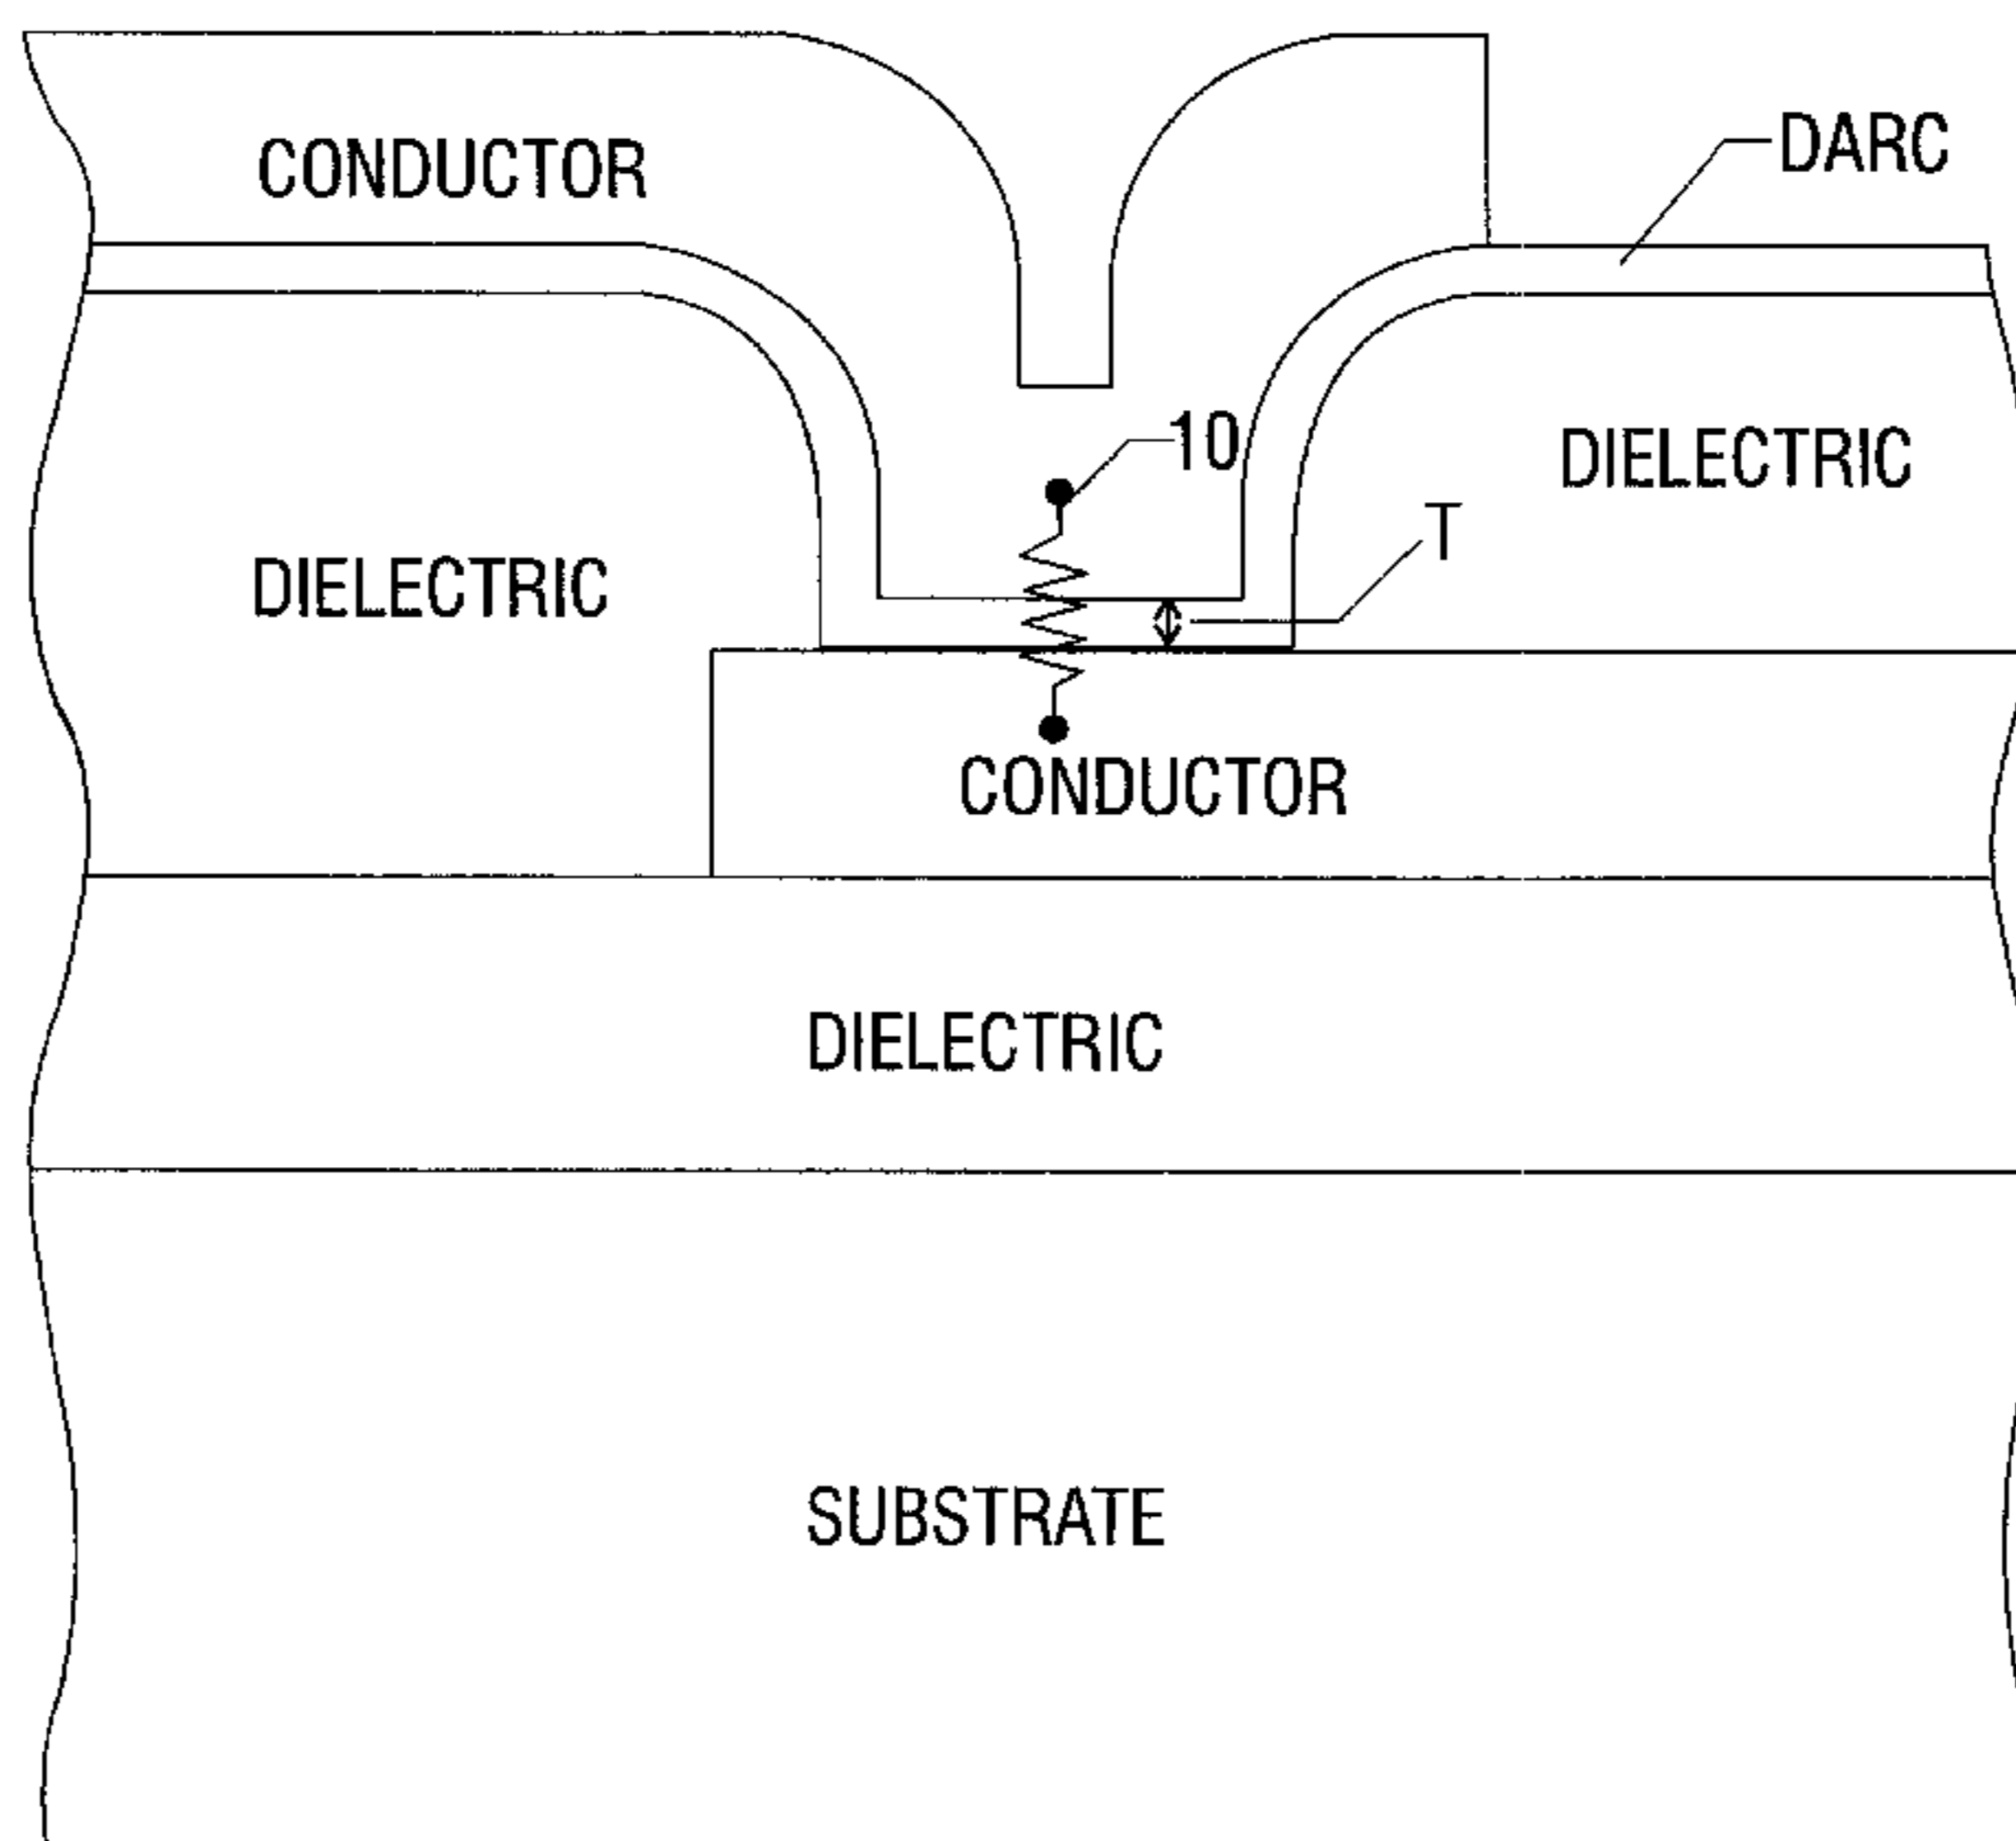 DARC
CONDUCTOR
10
DIELECTRIC
T
DIELECTRIC
CONDUCTOR
DIELECTRIC
SUBSTRATE